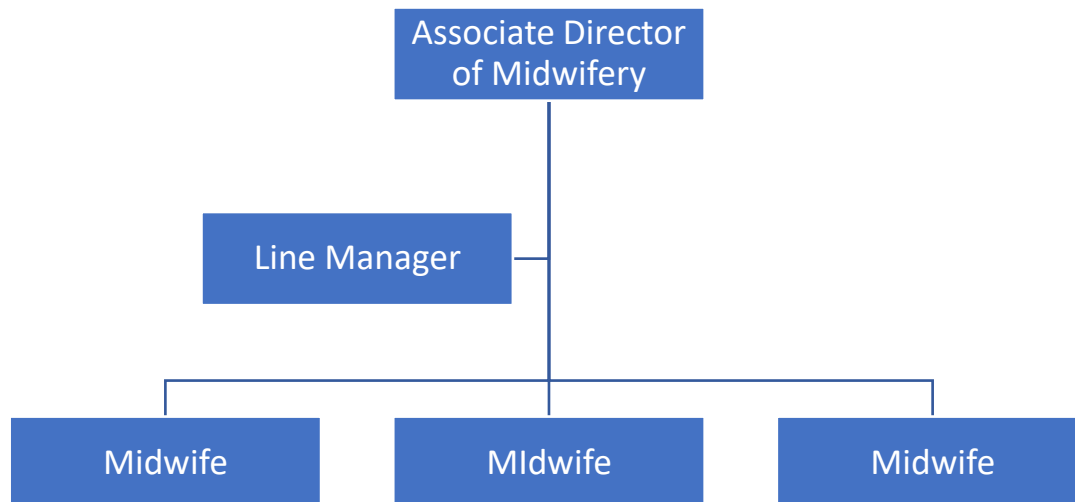 Associate Director
of Midwifery
Line Manager
Midwife
MIdwife
Midwife